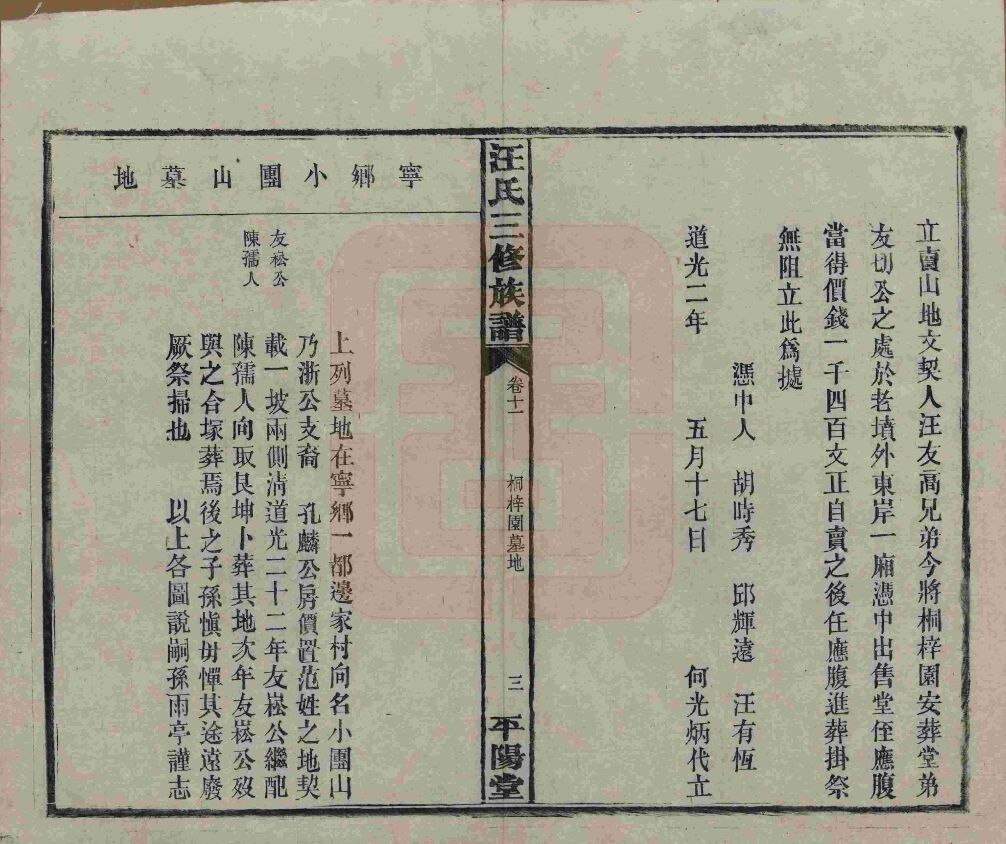 立賣山地文契人汪友高兄弟今將桐梓園安葬堂弟
友切公之處於老墳外東岸一廂憑中出售堂侄應腹
當得價錢一千四百文正自賣之後任應腹進葬掛祭
無阻立此為據
憑中人 胡時秀 邱輝遠 汪有恆
道光二年 五月十七日 何光炳代立
汪氏三修族譜
卷十一
桐梓園墓地
三
平陽堂
寧鄉小團山墓地
友崧公
陳孺人
上列墓地在寧鄉一都邊家村向名小團山
乃浙公支裔 孔麟公房價置范姓之地契
載一坡兩側清道光二十二年友崧公繼配
陳孺人向取艮坤卜葬其地次年友崧公歿
與之合塚葬焉後之子孫慎毋憚其途遠廢
厥祭掃也 以上各圖說嗣孫雨亭謹志